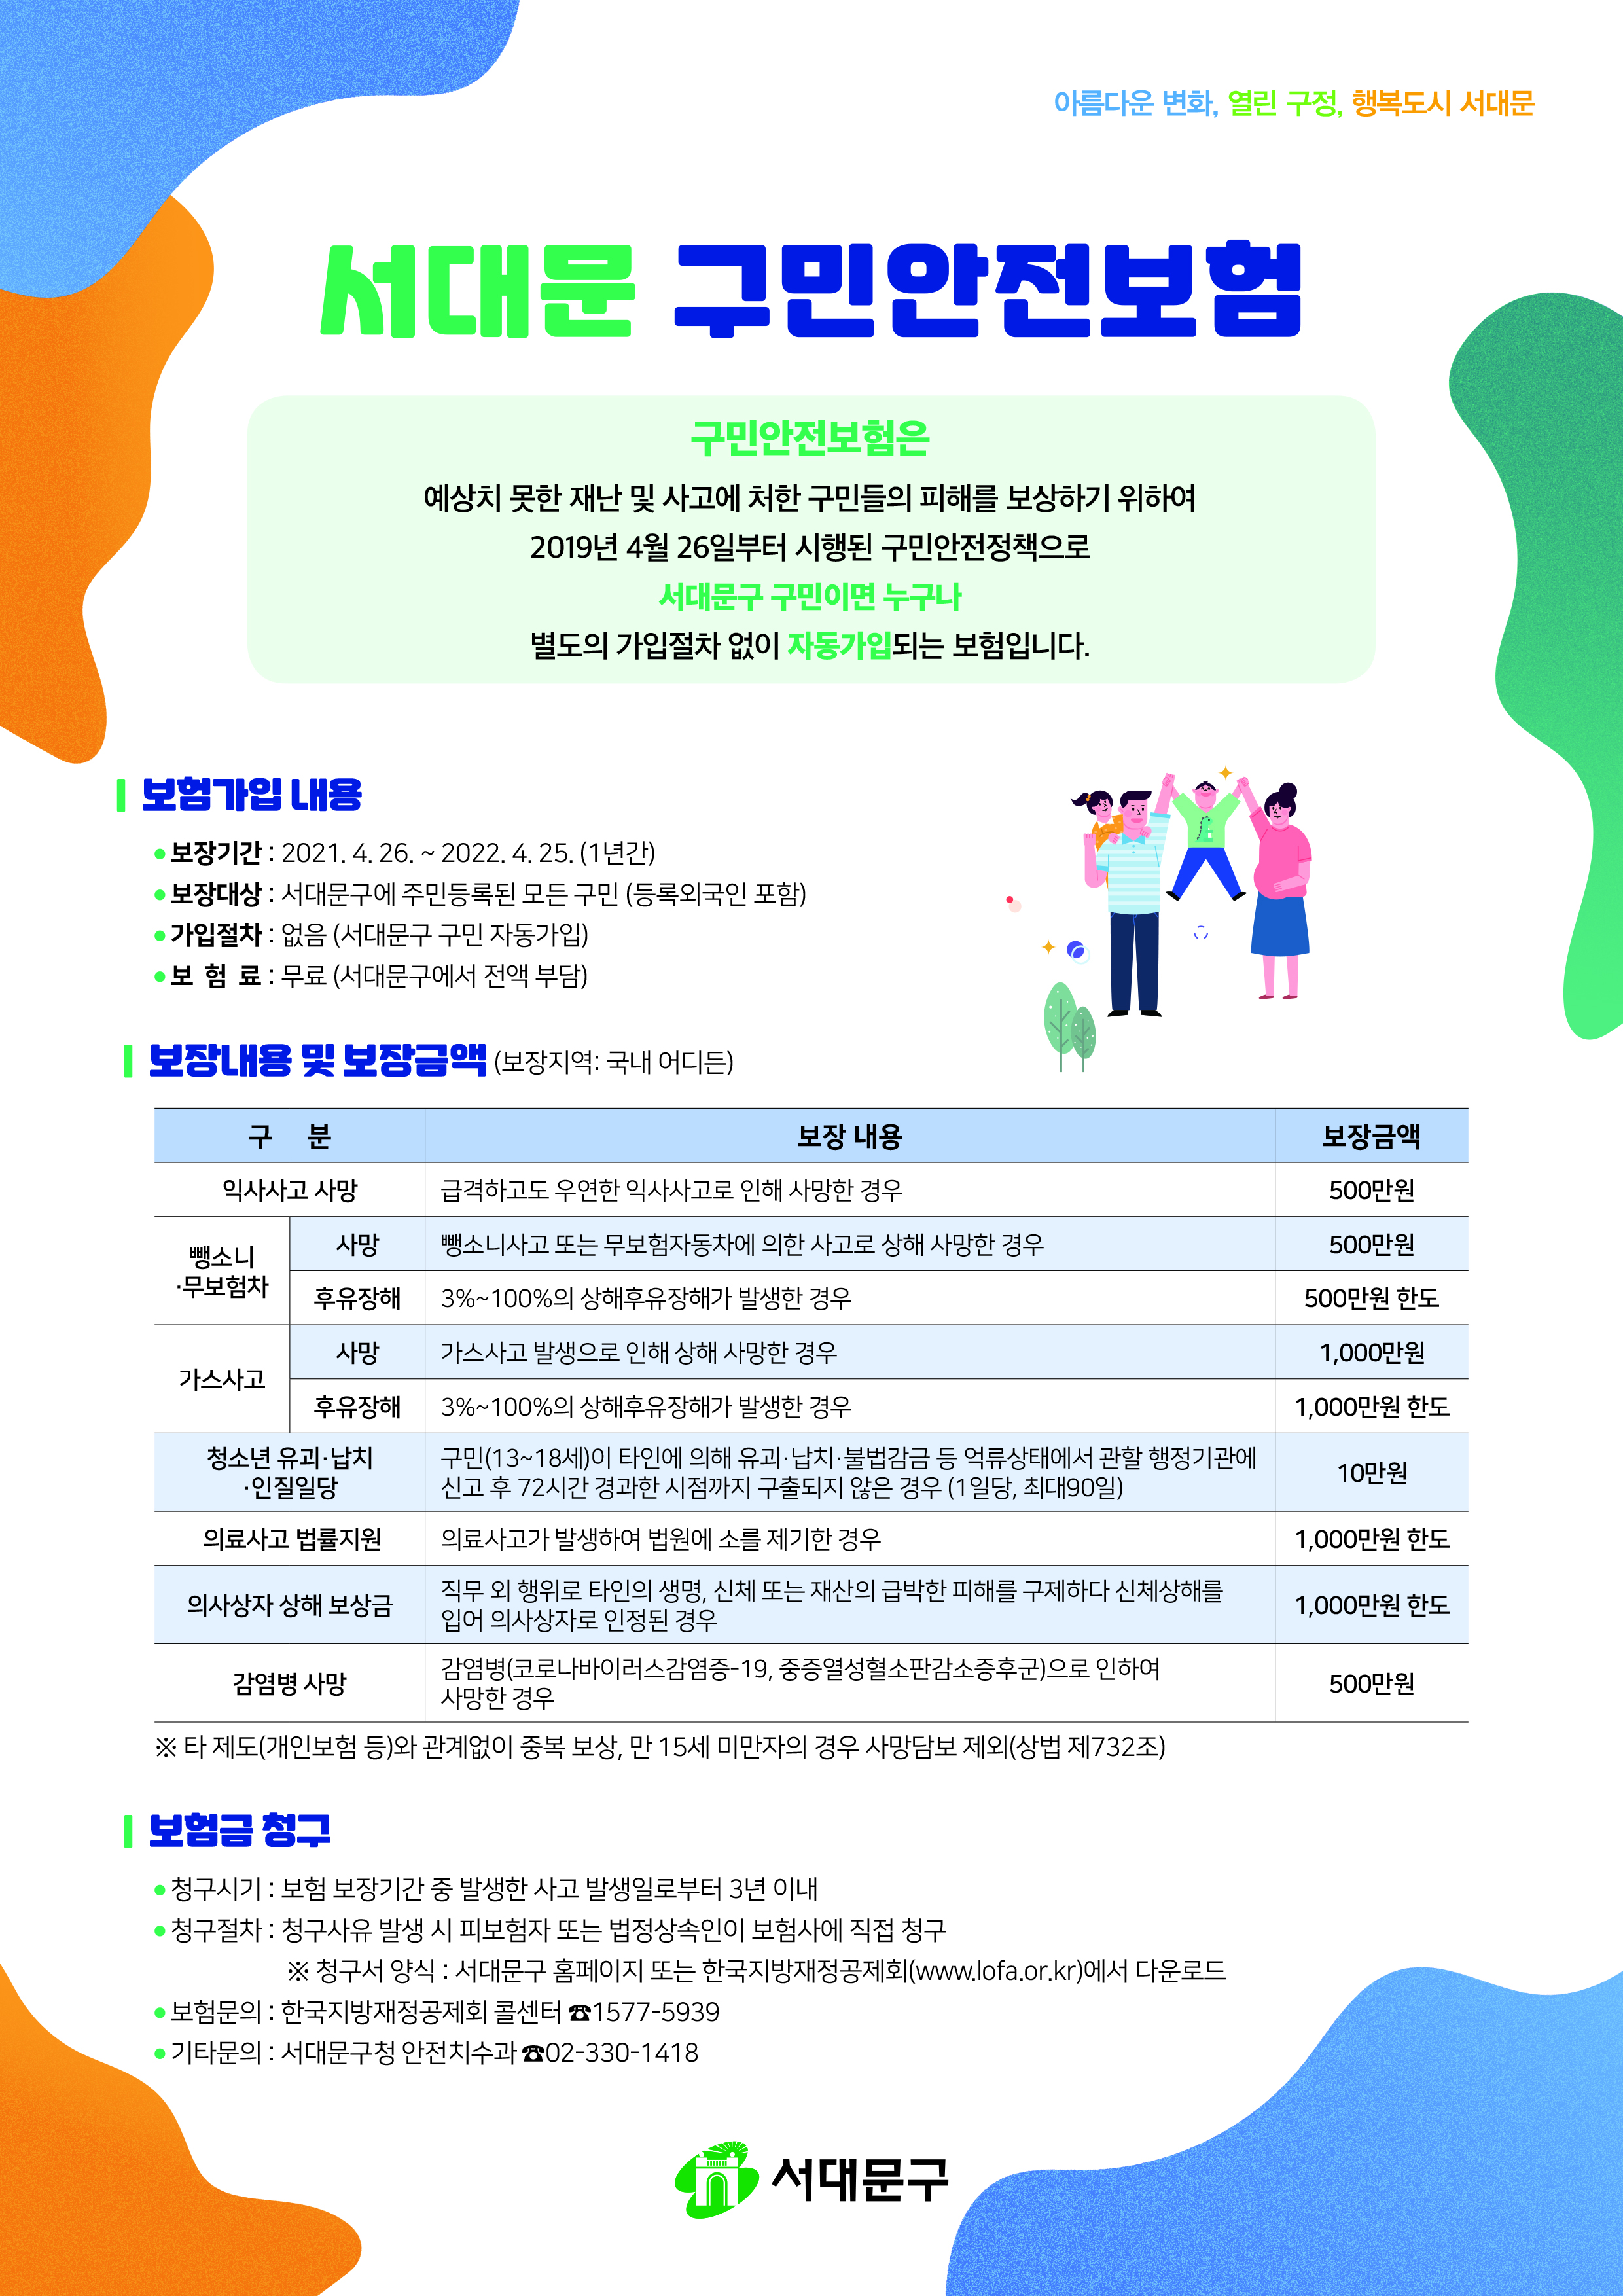 아름다운 변화, 열린 구정, 행복도시 서대문
서대문 구민안전보험
구민안전보험은
예상치 못한 재난 및 사고에 처한 구민들의 피해를 보상하기 위하여
2019년 4월 26일부터 시행된 구민안전정책으로
서대문구 구민이면 누구나
별도의 가입절차 없이 자동가입되는 보험입니다.
보험가입 내용
● 보장기간 : 2021. 4. 26. ~ 2022. 4. 25. (1년간)
● 보장대상 : 서대문구에 주민등록된 모든 구민 (등록외국인 포함)
● 가입절차 : 없음 (서대문구 구민 자동가입)
● 보 험 료 : 무료 (서대문구에서 전액 부담)
보장내용 및 보장금액 (보장지역: 국내 어디든)
구 분 보장 내용 보장금액
익사사고 사망 급격하고도 우연한 익사사고로 인해 사망한 경우 500만원
뺑소니
·무보험차
사망 뺑소니사고 또는 무보험자동차에 의한 사고로 상해 사망한 경우 500만원
후유장해 3%~100%의 상해후유장해가 발생한 경우 500만원 한도
가스사고
사망 가스사고 발생으로 인해 상해 사망한 경우 1,000만원
후유장해 3%~100%의 상해후유장해가 발생한 경우 1,000만원 한도
청소년 유괴·납치
·인질일당
구민(13~18세)이 타인에 의해 유괴·납치·불법감금 등 억류상태에서 관할 행정기관에
신고 후 72시간 경과한 시점까지 구출되지 않은 경우 (1일당, 최대90일)
10만원
의료사고 법률지원 의료사고가 발생하여 법원에 소를 제기한 경우 1,000만원 한도
의사상자 상해 보상금
직무 외 행위로 타인의 생명, 신체 또는 재산의 급박한 피해를 구제하다 신체상해를
입어 의사상자로 인정된 경우
1,000만원 한도
감염병 사망
감염병(코로나바이러스감염증-19, 중증열성혈소판감소증후군)으로 인하여
사망한 경우
500만원
※ 타 제도(개인보험 등)와 관계없이 중복 보상, 만 15세 미만자의 경우 사망담보 제외(상법 제732조)
보험금 청구
● 청구시기 : 보험 보장기간 중 발생한 사고 발생일로부터 3년 이내
● 청구절차 : 청구사유 발생 시 피보험자 또는 법정상속인이 보험사에 직접 청구
※ 청구서 양식 : 서대문구 홈페이지 또는 한국지방재정공제회(www.lofa.or.kr)에서 다운로드
● 보험문의 : 한국지방재정공제회 콜센터 ☎1577-5939
● 기타문의 : 서대문구청 안전치수과 ☎02-330-1418
서대문구